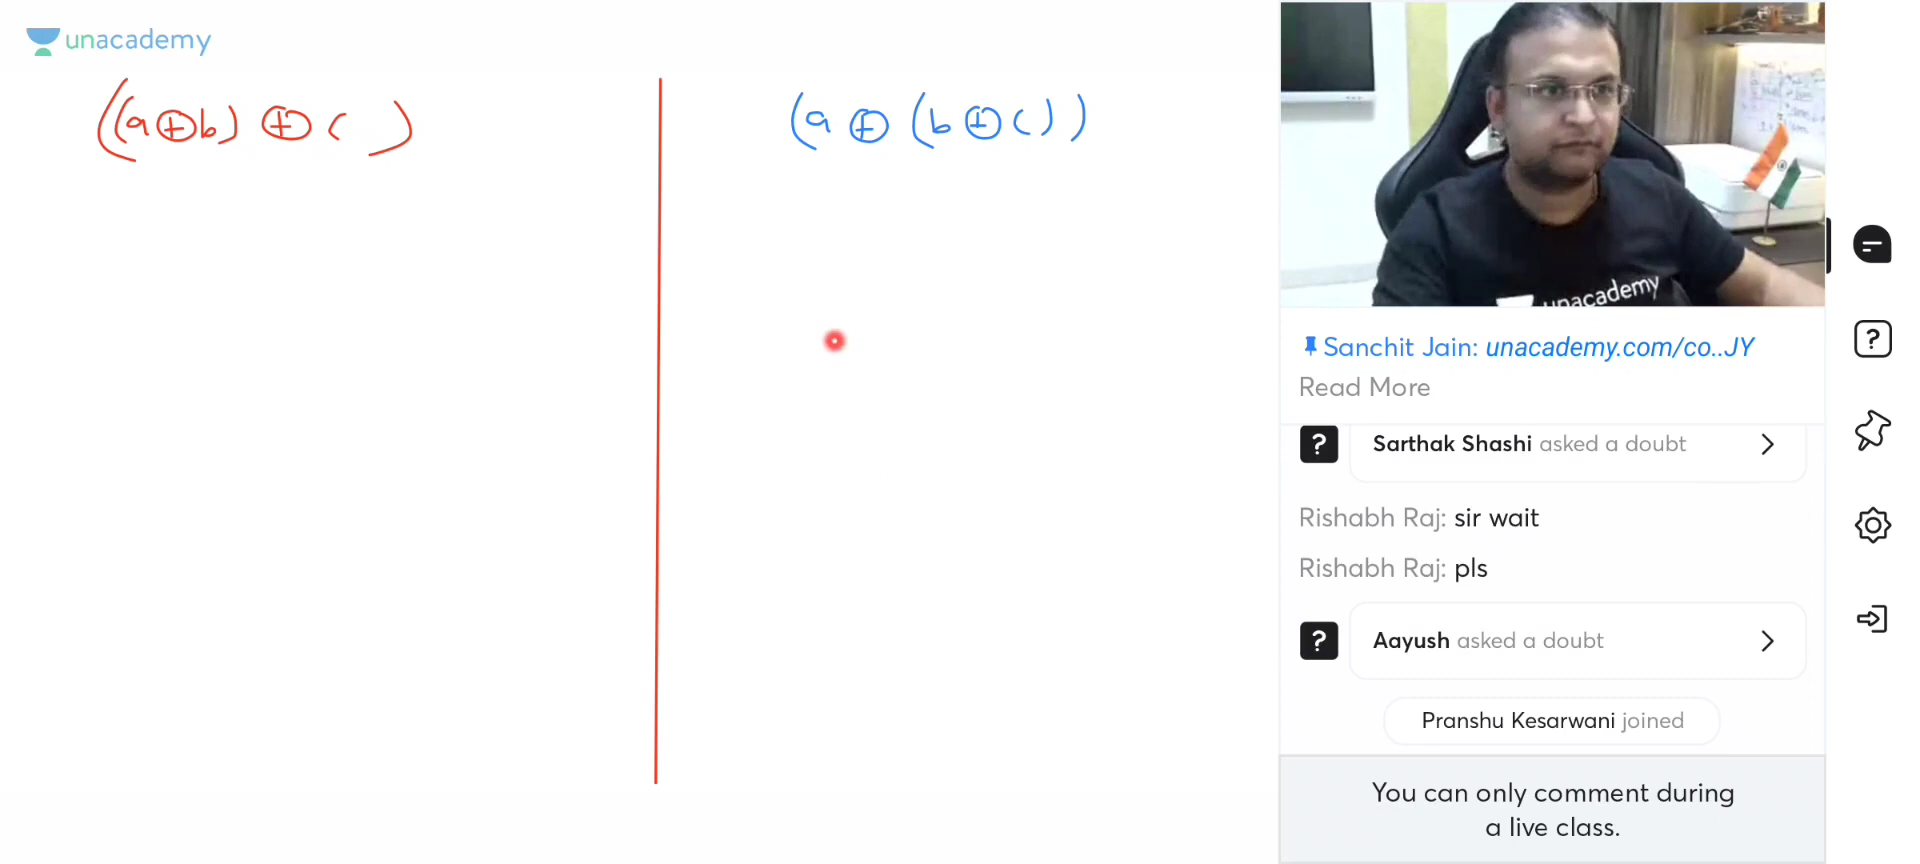 unacademy
((a⊕b) ⊕ c )
(a ⊕ (b ⊕ c))
unacademy
Sanchit Jain: unacademy.com/co..JY
Read More
? Sarthak Shashi asked a doubt
Rishabh Raj: sir wait
Rishabh Raj: pls
? Aayush asked a doubt
Pranshu Kesarwani joined
You can only comment during
a live class.
?